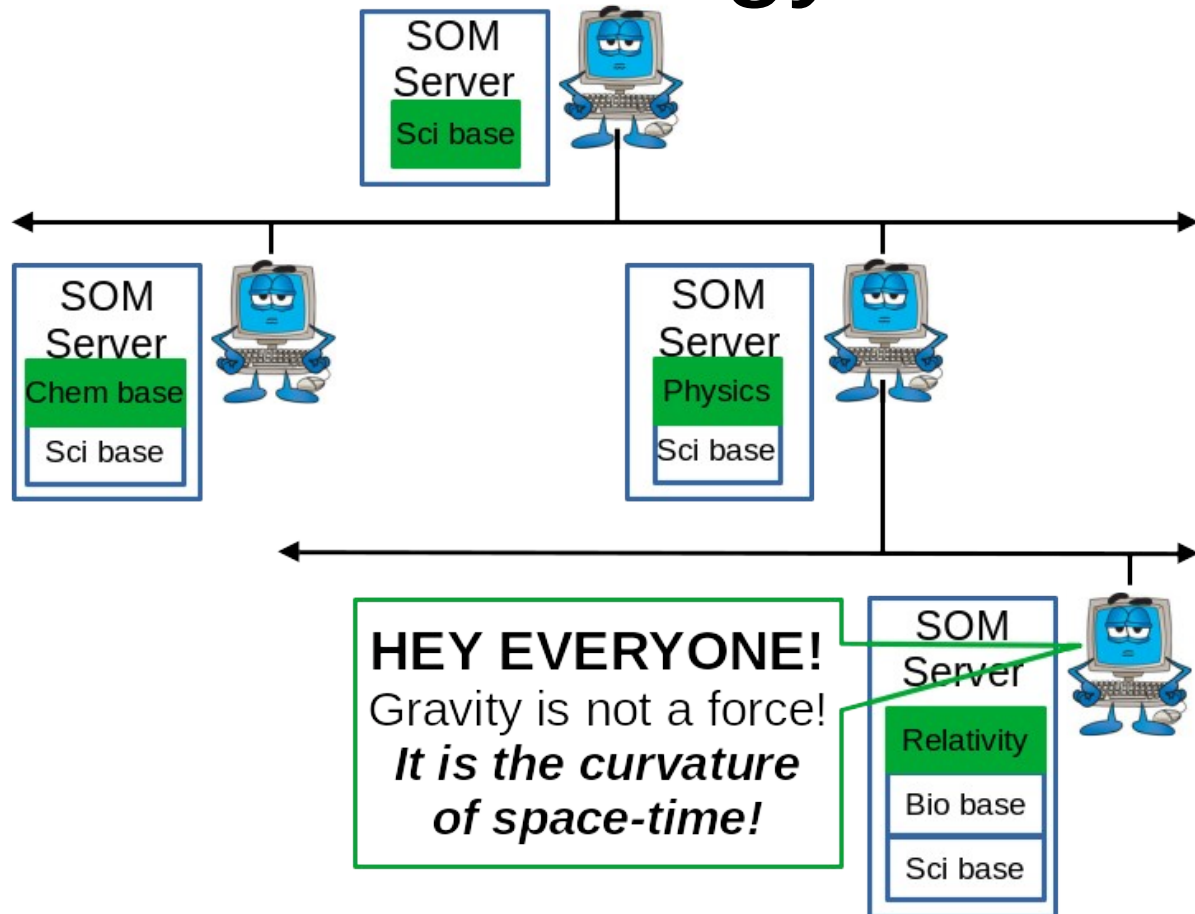 SOM
Server
Sci base
SOM
Server
Chem base
Sci base
SOM
Server
Physics
Sci base
HEY EVERYONE!
Gravity is not a force!
It is the curvature
of space-time!
SOM
Server
Relativity
Bio base
Sci base